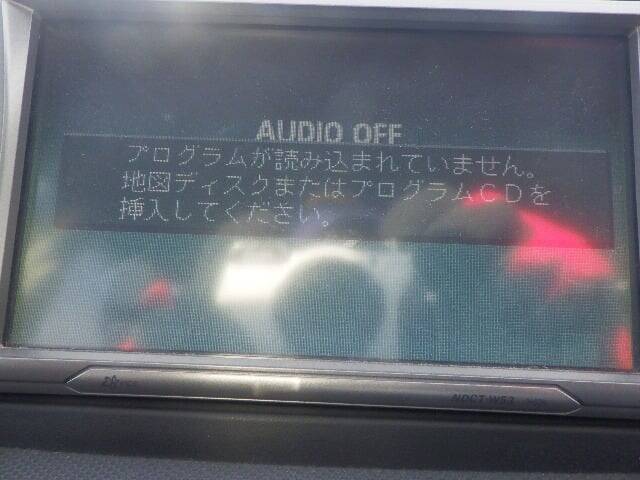 AUDIO OFF
プログラムが読み込まれていません。
地図ディスクまたはプログラムCDを
挿入してください。
NDCT-W53